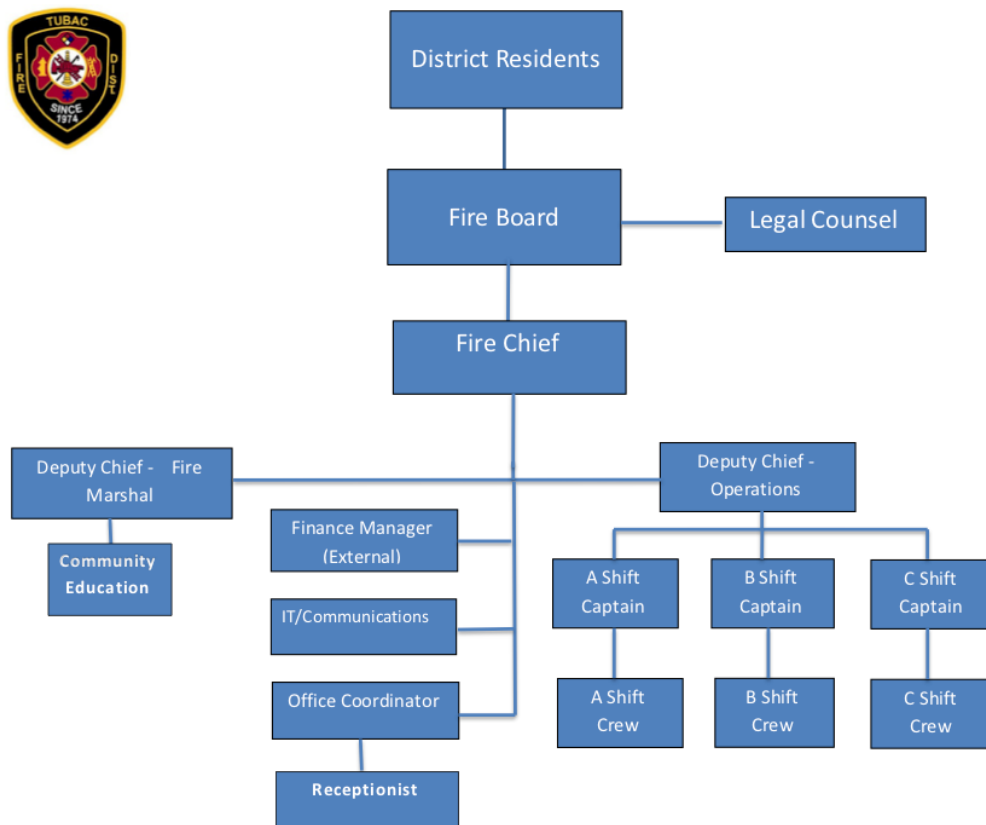 TUBAC
FIRE
DIST.
SINCE
1974
District Residents
Fire Board
Legal Counsel
Fire Chief
Deputy Chief -    Fire
Marshal
Deputy Chief -
Operations
Community
Education
Finance Manager
(External)
IT/Communications
Office Coordinator
Receptionist
A Shift
Captain
B Shift
Captain
C Shift
Captain
A Shift
Crew
B Shift
Crew
C Shift
Crew